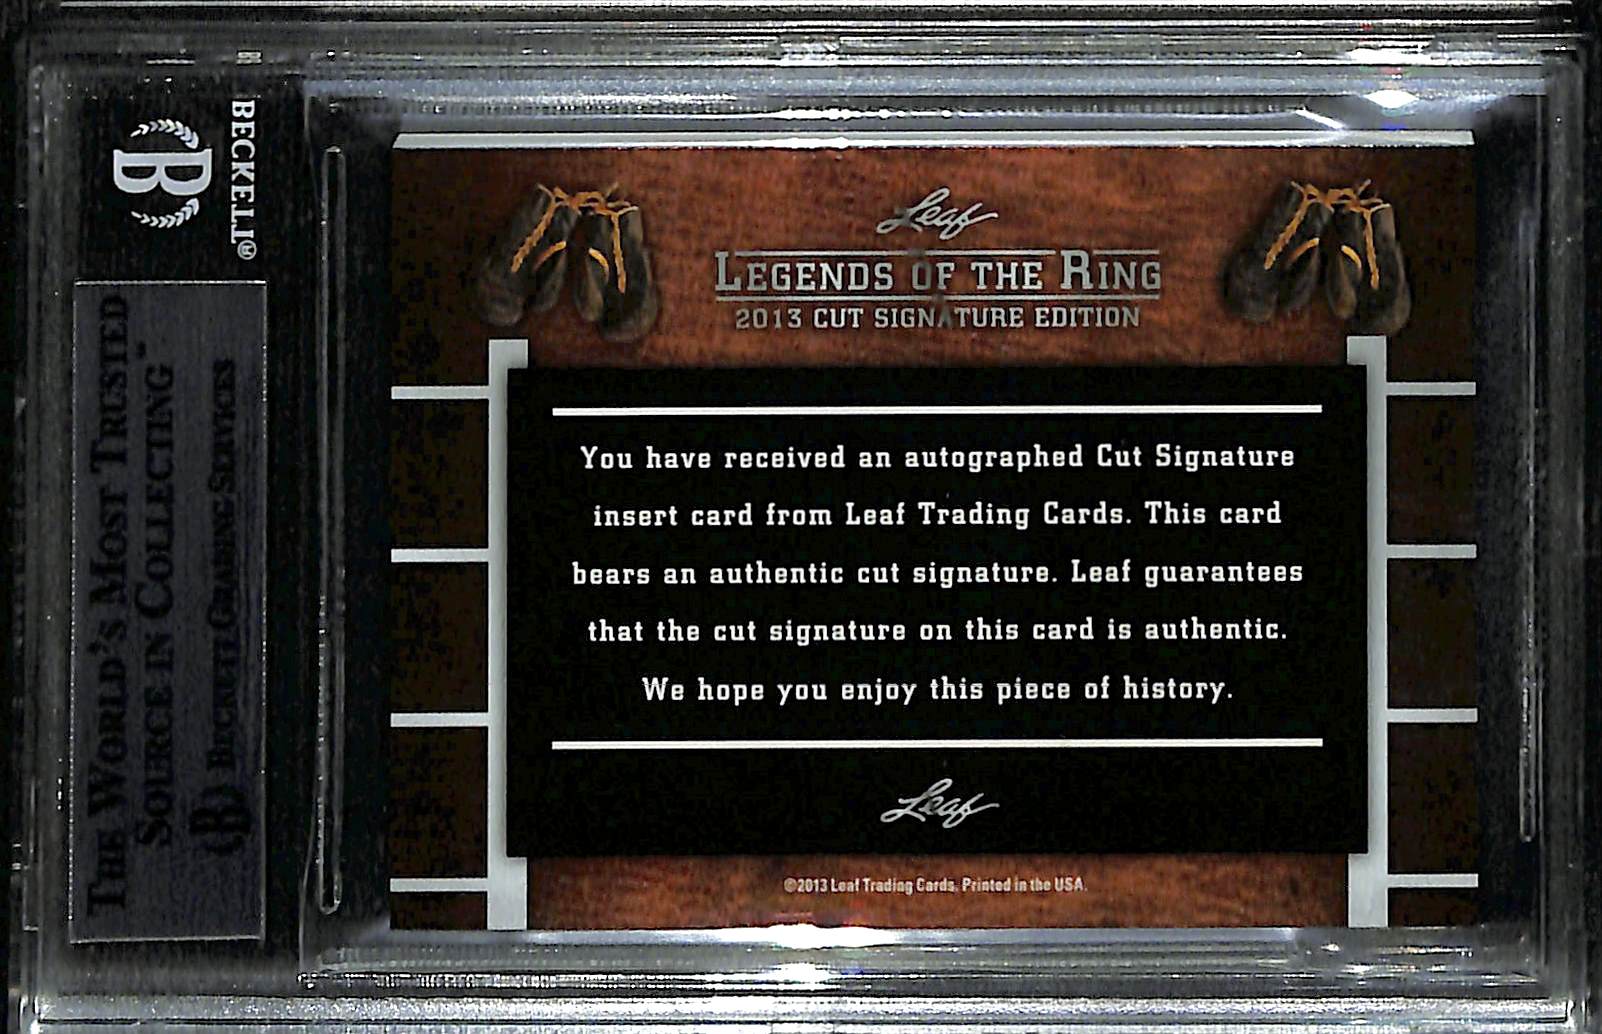 BECKETT®
B
THE WORLD'S MOST TRUSTED
SOURCE IN COLLECTING™
B BECKETT GRADING SERVICES
Leaf
LEGENDS OF THE RING
2013 CUT SIGNATURE EDITION
You have received an autographed Cut Signature
insert card from Leaf Trading Cards. This card
bears an authentic cut signature. Leaf guarantees
that the cut signature on this card is authentic.
We hope you enjoy this piece of history.
Leaf
©2013 Leaf Trading Cards. Printed in the USA.